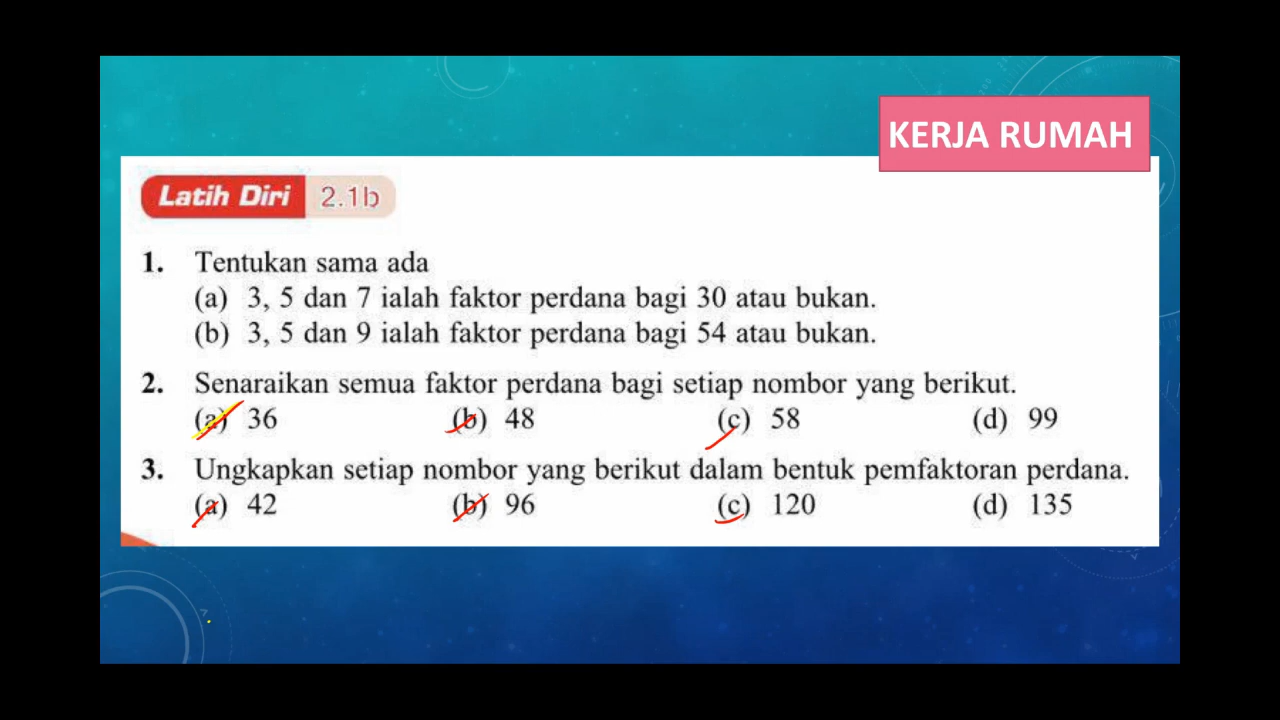 KERJA RUMAH
Latih Diri 2.1b
1. Tentukan sama ada
(a) 3, 5 dan 7 ialah faktor perdana bagi 30 atau bukan.
(b) 3, 5 dan 9 ialah faktor perdana bagi 54 atau bukan.
2. Senaraikan semua faktor perdana bagi setiap nombor yang berikut.
(a) 36 (b) 48 (c) 58 (d) 99
3. Ungkapkan setiap nombor yang berikut dalam bentuk pemfaktoran perdana.
(a) 42 (b) 96 (c) 120 (d) 135